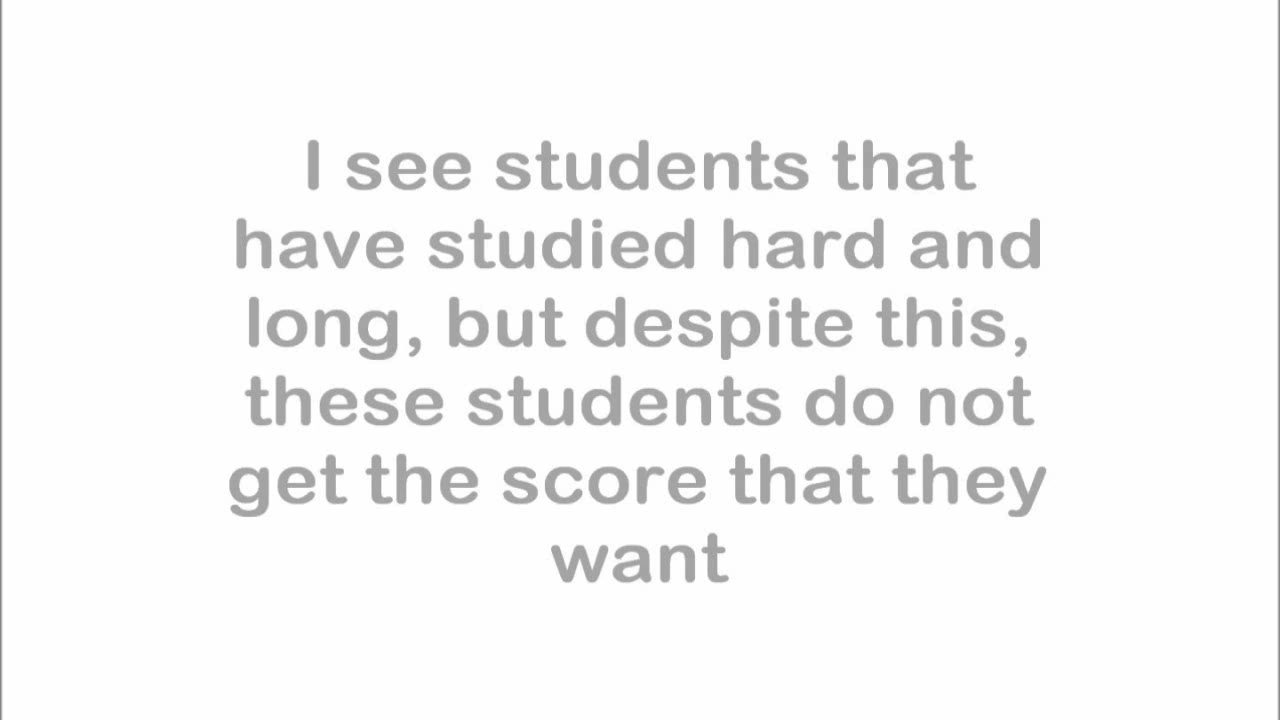 I see students that
have studied hard and
long, but despite this,
these students do not
get the score that they
want